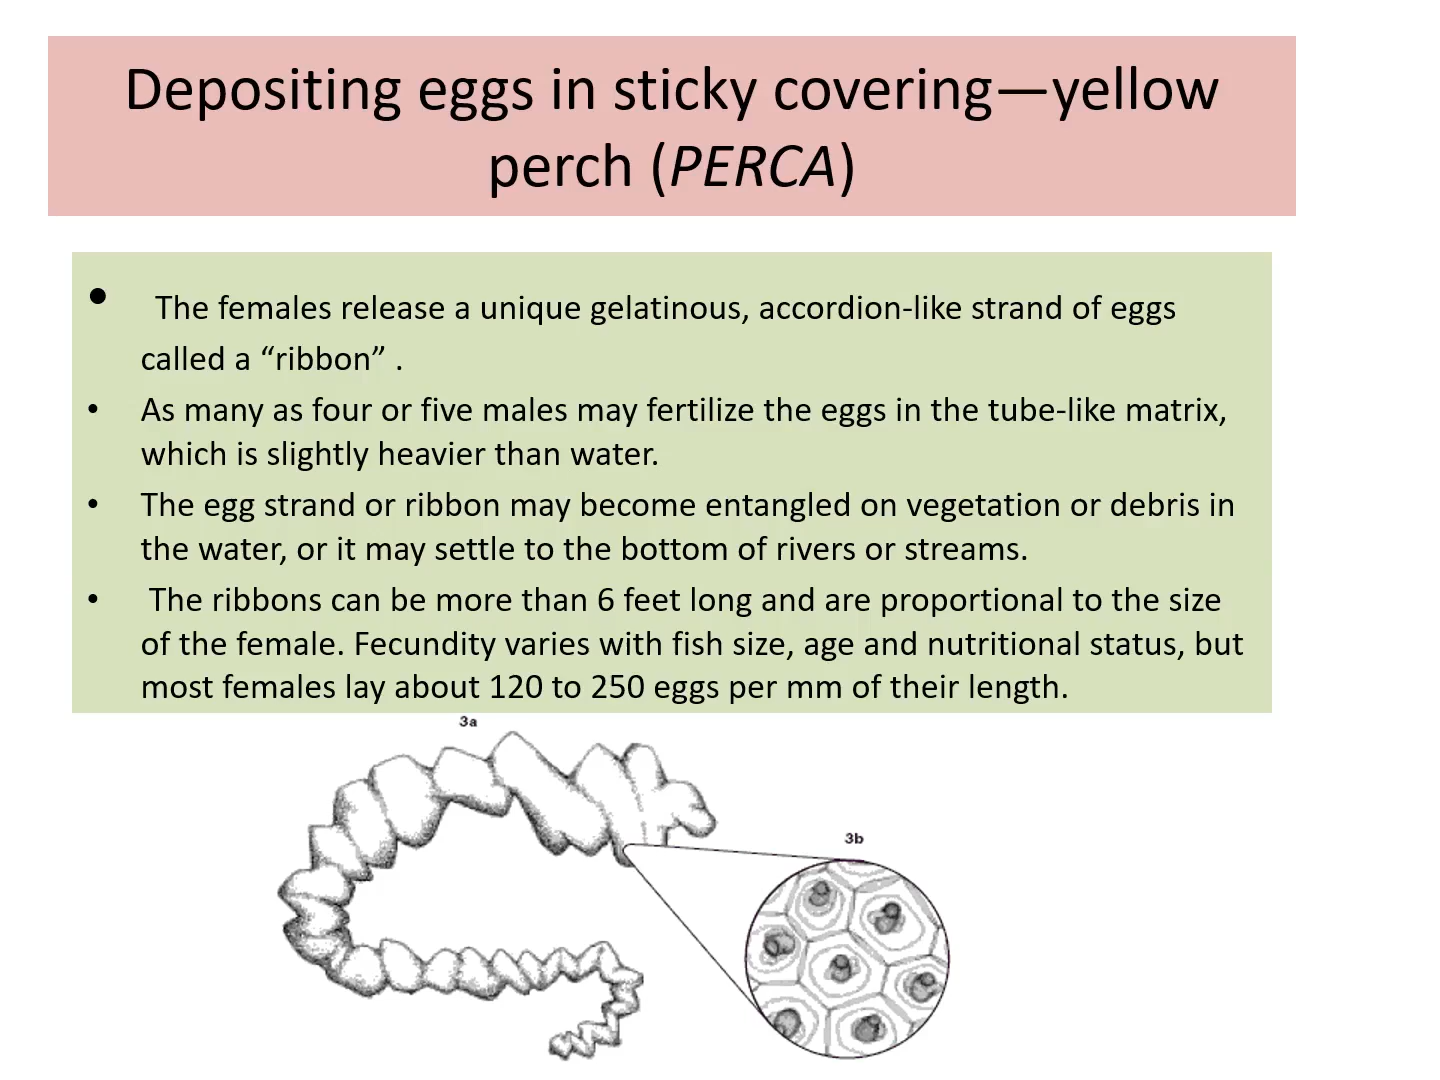 Depositing eggs in sticky covering—yellow
perch (PERCA)
• The females release a unique gelatinous, accordion-like strand of eggs
called a “ribbon” .
• As many as four or five males may fertilize the eggs in the tube-like matrix,
which is slightly heavier than water.
• The egg strand or ribbon may become entangled on vegetation or debris in
the water, or it may settle to the bottom of rivers or streams.
• The ribbons can be more than 6 feet long and are proportional to the size
of the female. Fecundity varies with fish size, age and nutritional status, but
most females lay about 120 to 250 eggs per mm of their length.
3a
3b